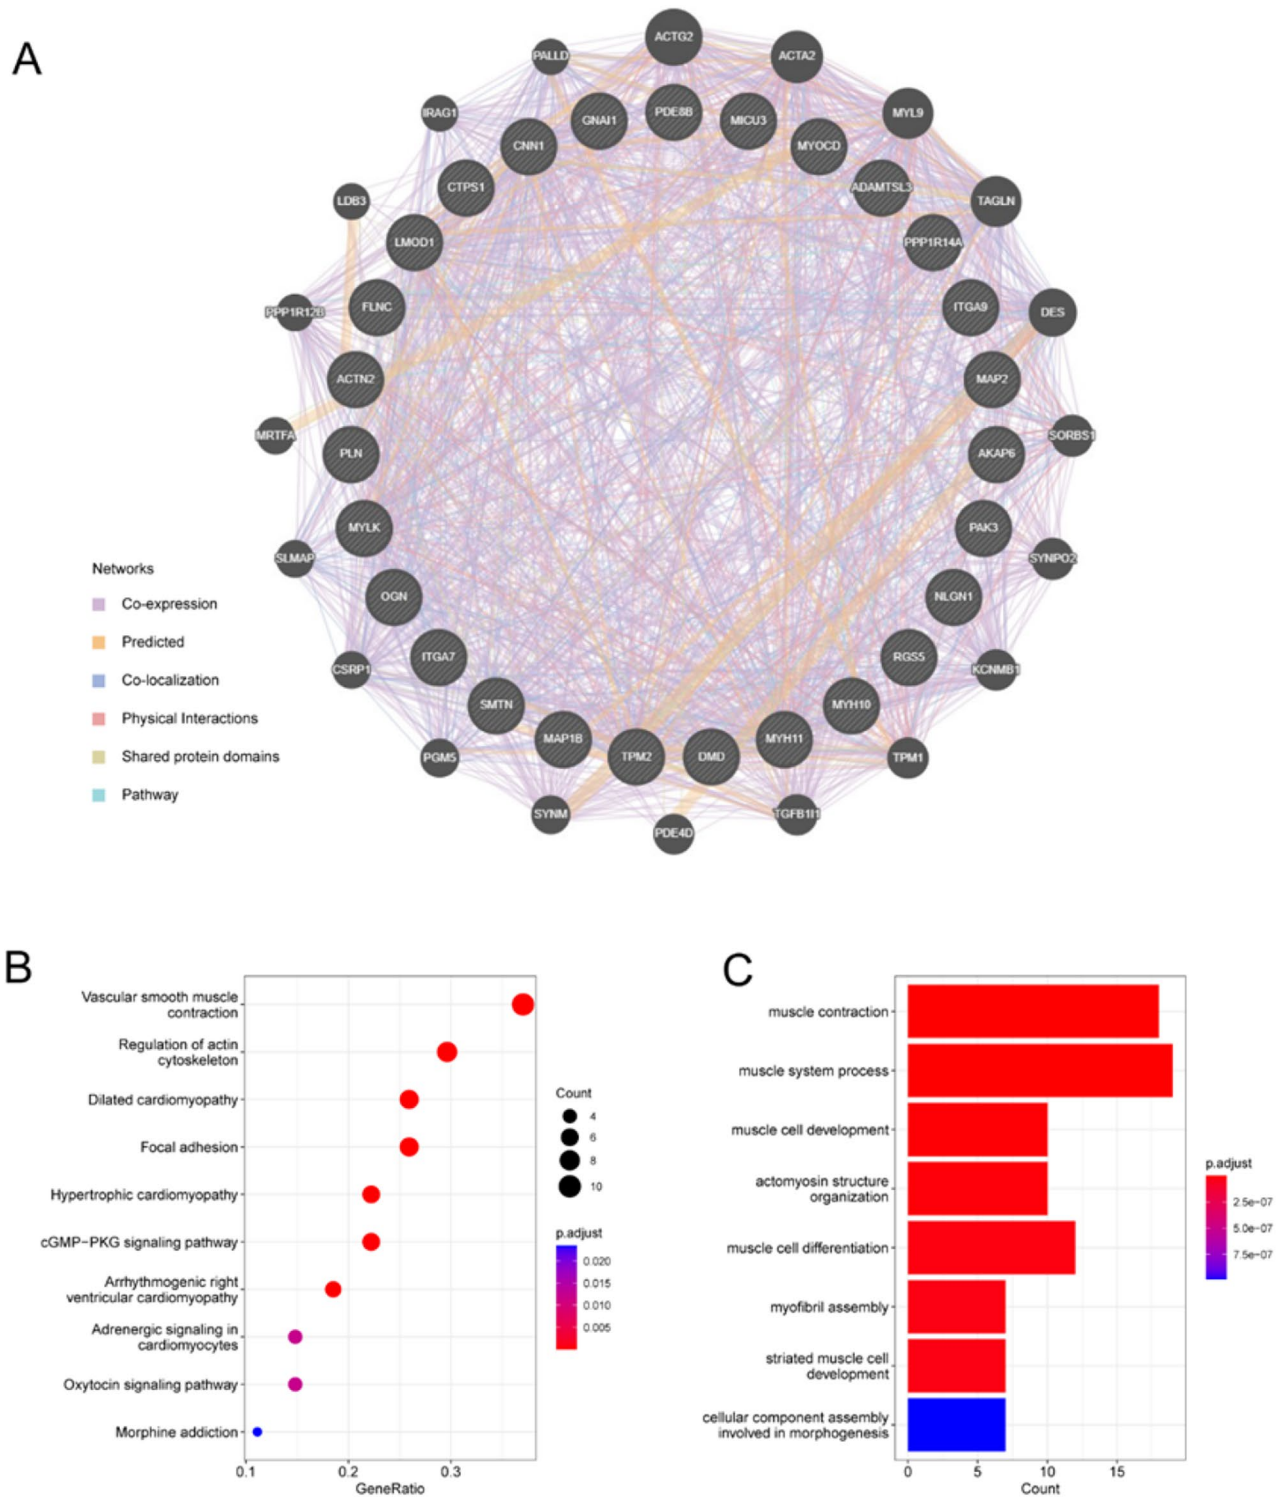 A
ACTG2
PALLD
ACTA2
IRAG1
MYL9
GNAI1
PDE8B
MICU3
CNN1
MYOCD
CTPS1
ADAMTSL3
LDB3
TAGLN
LMOD1
PPP1R14A
PPP1R12B
FLNC
ITGA9
DES
ACTN2
MAP2
MRTFA
SORBS1
PLN
AKAP6
MYLK
PAK3
SLMAP
SYNPO2
OGN
NLGN1
ITGA7
RGS5
CSRP1
KCNMB1
SMTN
MYH10
MAP1B
MYH11
TPM2
DMD
PGM5
TPM1
SYNM
TGFB1I1
PDE4D
Networks
Co-expression
Predicted
Co-localization
Physical Interactions
Shared protein domains
Pathway
B
Vascular smooth muscle
contraction
Regulation of actin
cytoskeleton
Dilated cardiomyopathy
Focal adhesion
Hypertrophic cardiomyopathy
cGMP−PKG signaling pathway
Arrhythmogenic right
ventricular cardiomyopathy
Adrenergic signaling in
cardiomyocytes
Oxytocin signaling pathway
Morphine addiction
0.1 0.2 0.3
GeneRatio
Count
4
6
8
10
p.adjust
0.020
0.015
0.010
0.005
C
muscle contraction
muscle system process
muscle cell development
actomyosin structure
organization
muscle cell differentiation
myofibril assembly
striated muscle cell
development
cellular component assembly
involved in morphogenesis
0 5 10 15
Count
p.adjust
2.5e−07
5.0e−07
7.5e−07